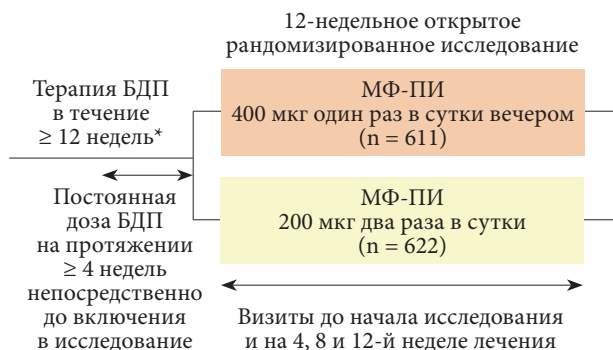 12-недельное открытое
рандомизированное исследование
Терапия БДП
в течение
≥ 12 недель*
МФ-ПИ
400 мкг один раз в сутки вечером
(n = 611)
Постоянная
доза БДП
на протяжении
≥ 4 недель
непосредственно
до включения
в исследование
МФ-ПИ
200 мкг два раза в сутки
(n = 622)
Визиты до начала исследования
и на 4, 8 и 12-й неделе лечения